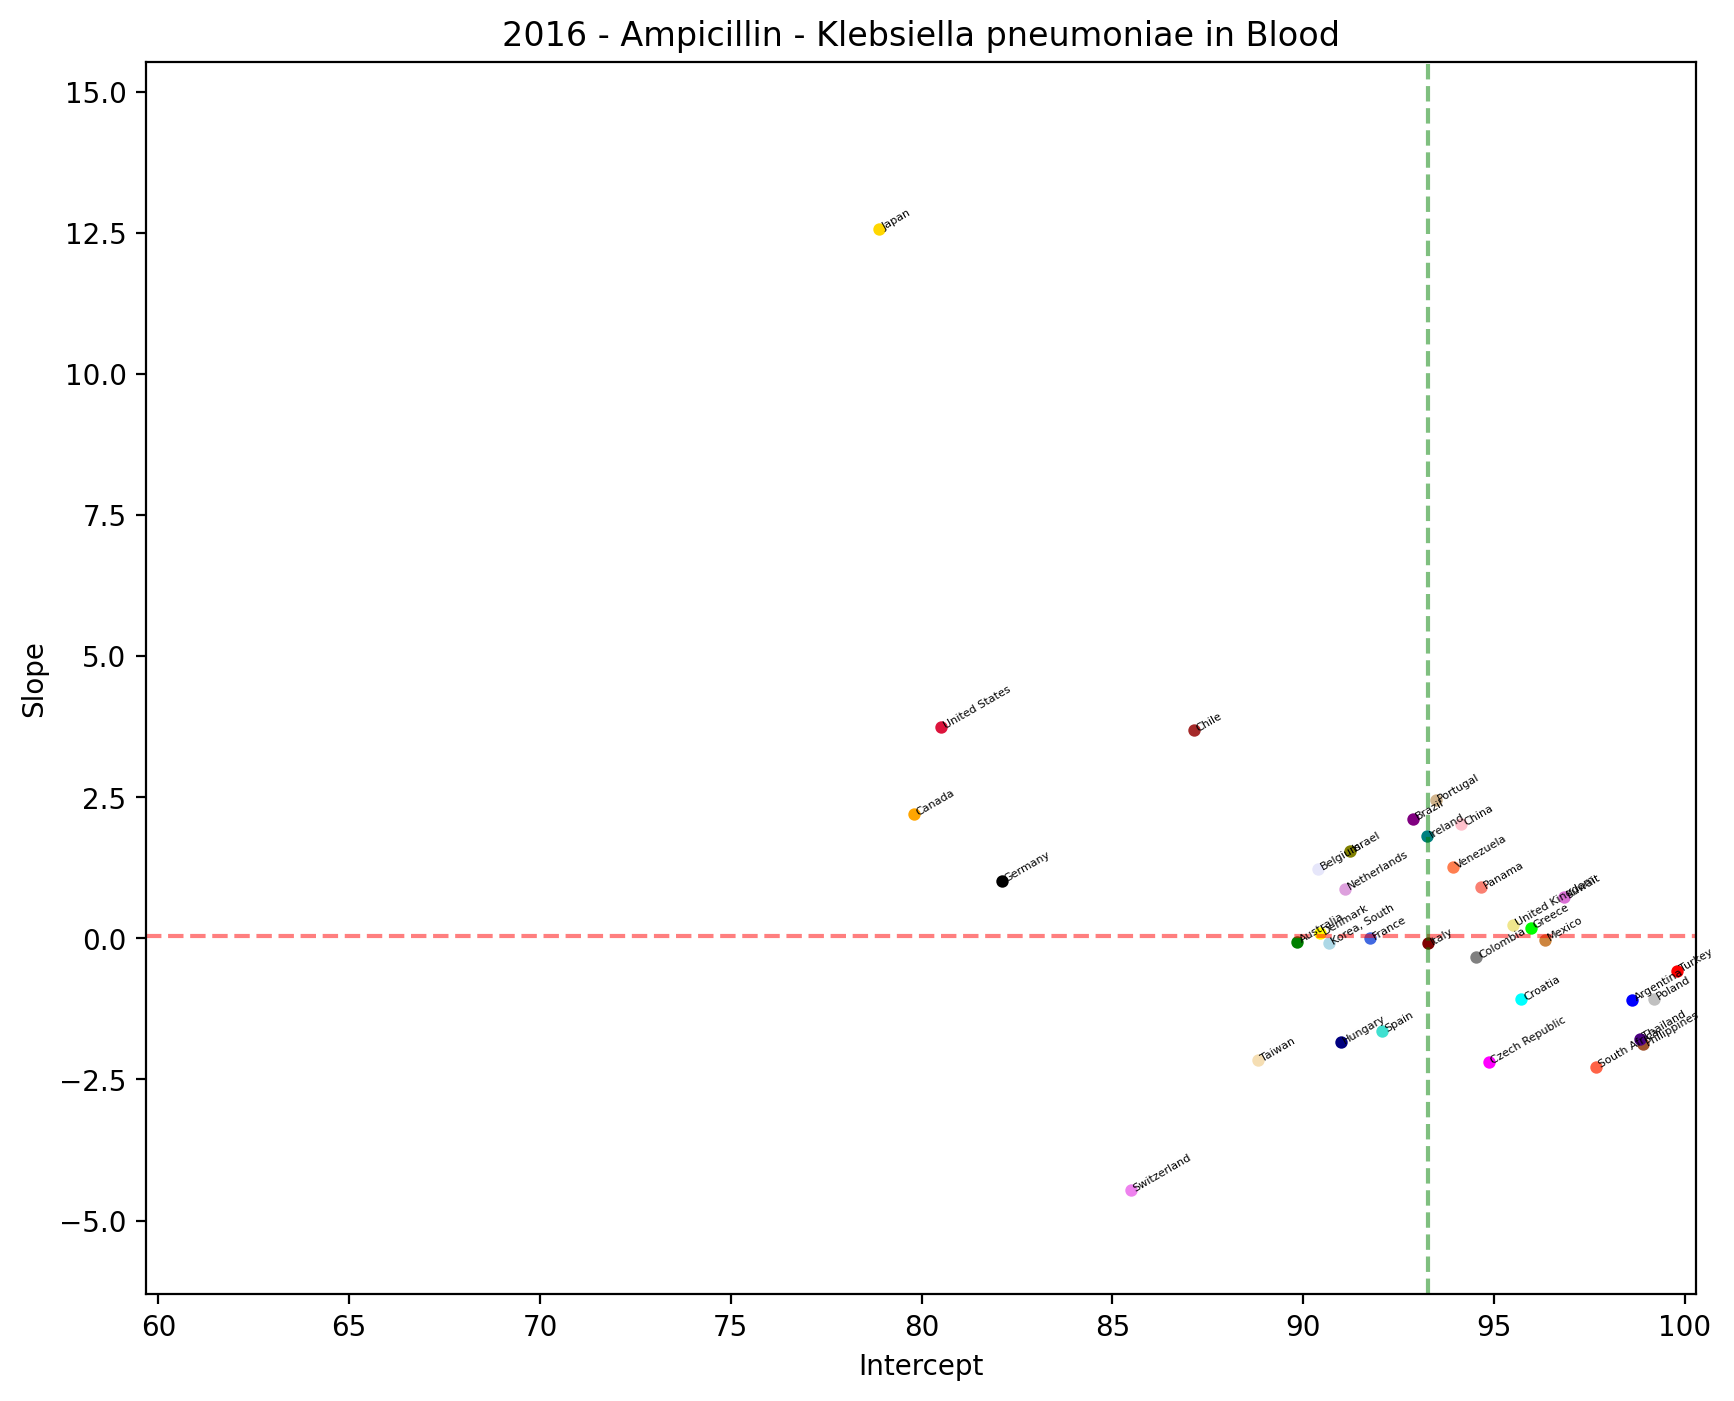 2016 - Ampicillin - Klebsiella pneumoniae in Blood
15.0
12.5
10.0
7.5
5.0
2.5
0.0
−2.5
−5.0
Slope
Japan
United States
Chile
Canada
Portugal
Brazil
China
Ireland
Israel
Belgium
Venezuela
Germany
Netherlands
Panama
Kuwait
United Kingdom
Greece
Denmark
Australia
Korea, South
France
Italy
Mexico
Colombia
Turkey
Croatia
Argentina
Poland
Hungary
Spain
Thailand
Philippines
Taiwan
Czech Republic
South Africa
Switzerland
60
65
70
75
80
85
90
95
100
Intercept